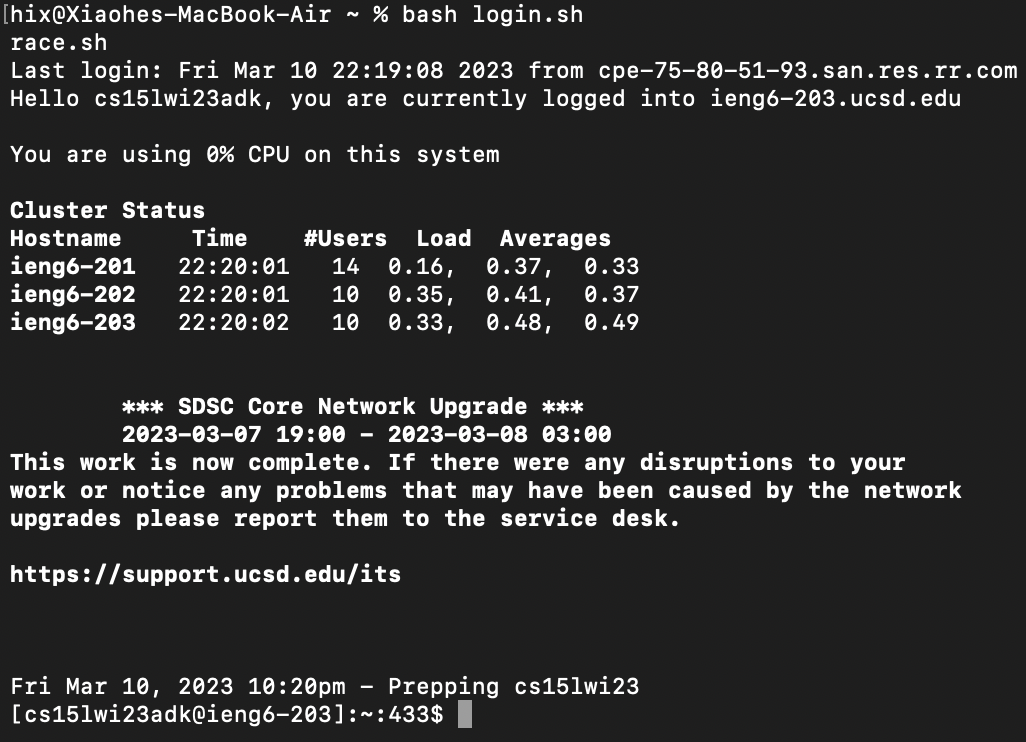 [hix@Xiaohes-MacBook-Air ~ % bash login.sh
race.sh
Last login: Fri Mar 10 22:19:08 2023 from cpe-75-80-51-93.san.res.rr.com
Hello cs15lwi23adk, you are currently logged into ieng6-203.ucsd.edu
You are using 0% CPU on this system
Cluster Status
Hostname     Time    #Users  Load  Averages
ieng6-201   22:20:01   14  0.16,  0.37,  0.33
ieng6-202   22:20:01   10  0.35,  0.41,  0.37
ieng6-203   22:20:02   10  0.33,  0.48,  0.49
*** SDSC Core Network Upgrade ***
2023-03-07 19:00 - 2023-03-08 03:00
This work is now complete. If there were any disruptions to your
work or notice any problems that may have been caused by the network
upgrades please report them to the service desk.
https://support.ucsd.edu/its
Fri Mar 10, 2023 10:20pm - Prepping cs15lwi23
[cs15lwi23adk@ieng6-203]:~:433$